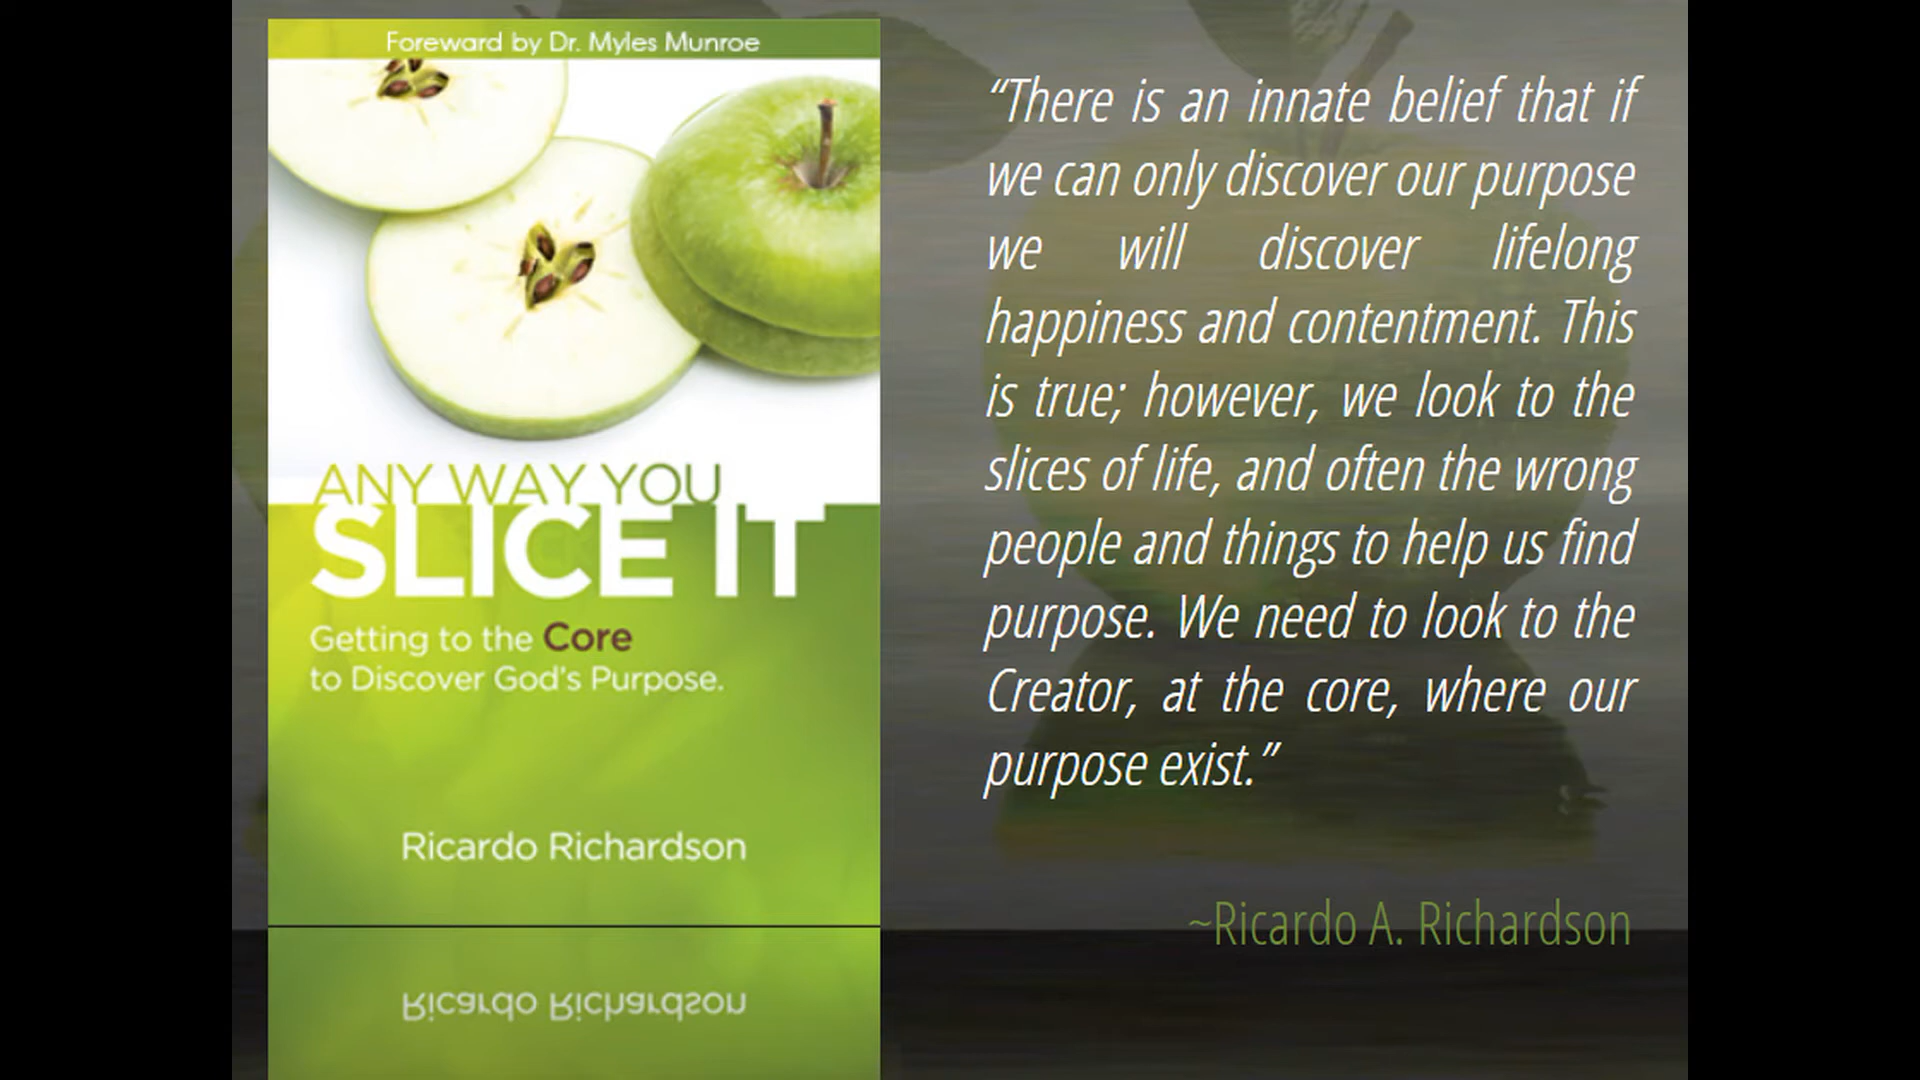 Foreward by Dr. Myles Munroe
ANY WAY YOU
SLICE IT
Getting to the Core
to Discover God's Purpose.
Ricardo Richardson
Ricardo Richardson
“There is an innate belief that if
we can only discover our purpose
we will discover lifelong
happiness and contentment. This
is true; however, we look to the
slices of life, and often the wrong
people and things to help us find
purpose. We need to look to the
Creator, at the core, where our
purpose exist.”
~Ricardo A. Richardson